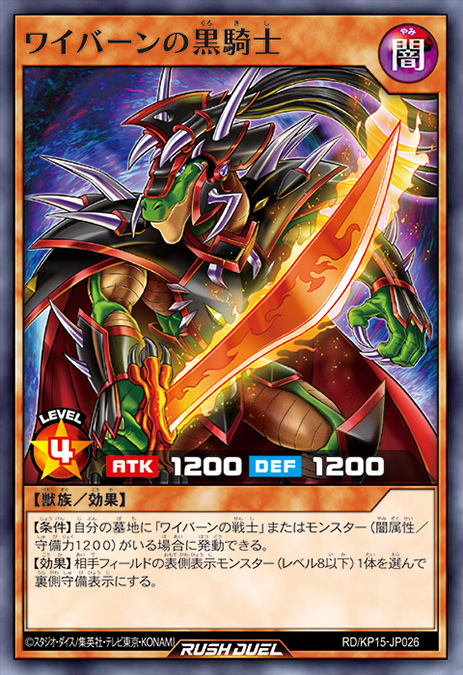 ワイバーンの黒騎士
くろきし
やみ
闇
LEVEL
4
ATK 1200 DEF 1200
【獣族／効果】
【条件】自分の墓地に「ワイバーンの戦士」またはモンスター（闇属性／
守備力1200）がいる場合に発動できる。
【効果】相手フィールドの表側表示モンスター（レベル8以下）1体を選んで
裏側守備表示にする。
©スタジオ・ダイス/集英社・テレビ東京・KONAMI
RUSH DUEL
RD/KP15-JP026